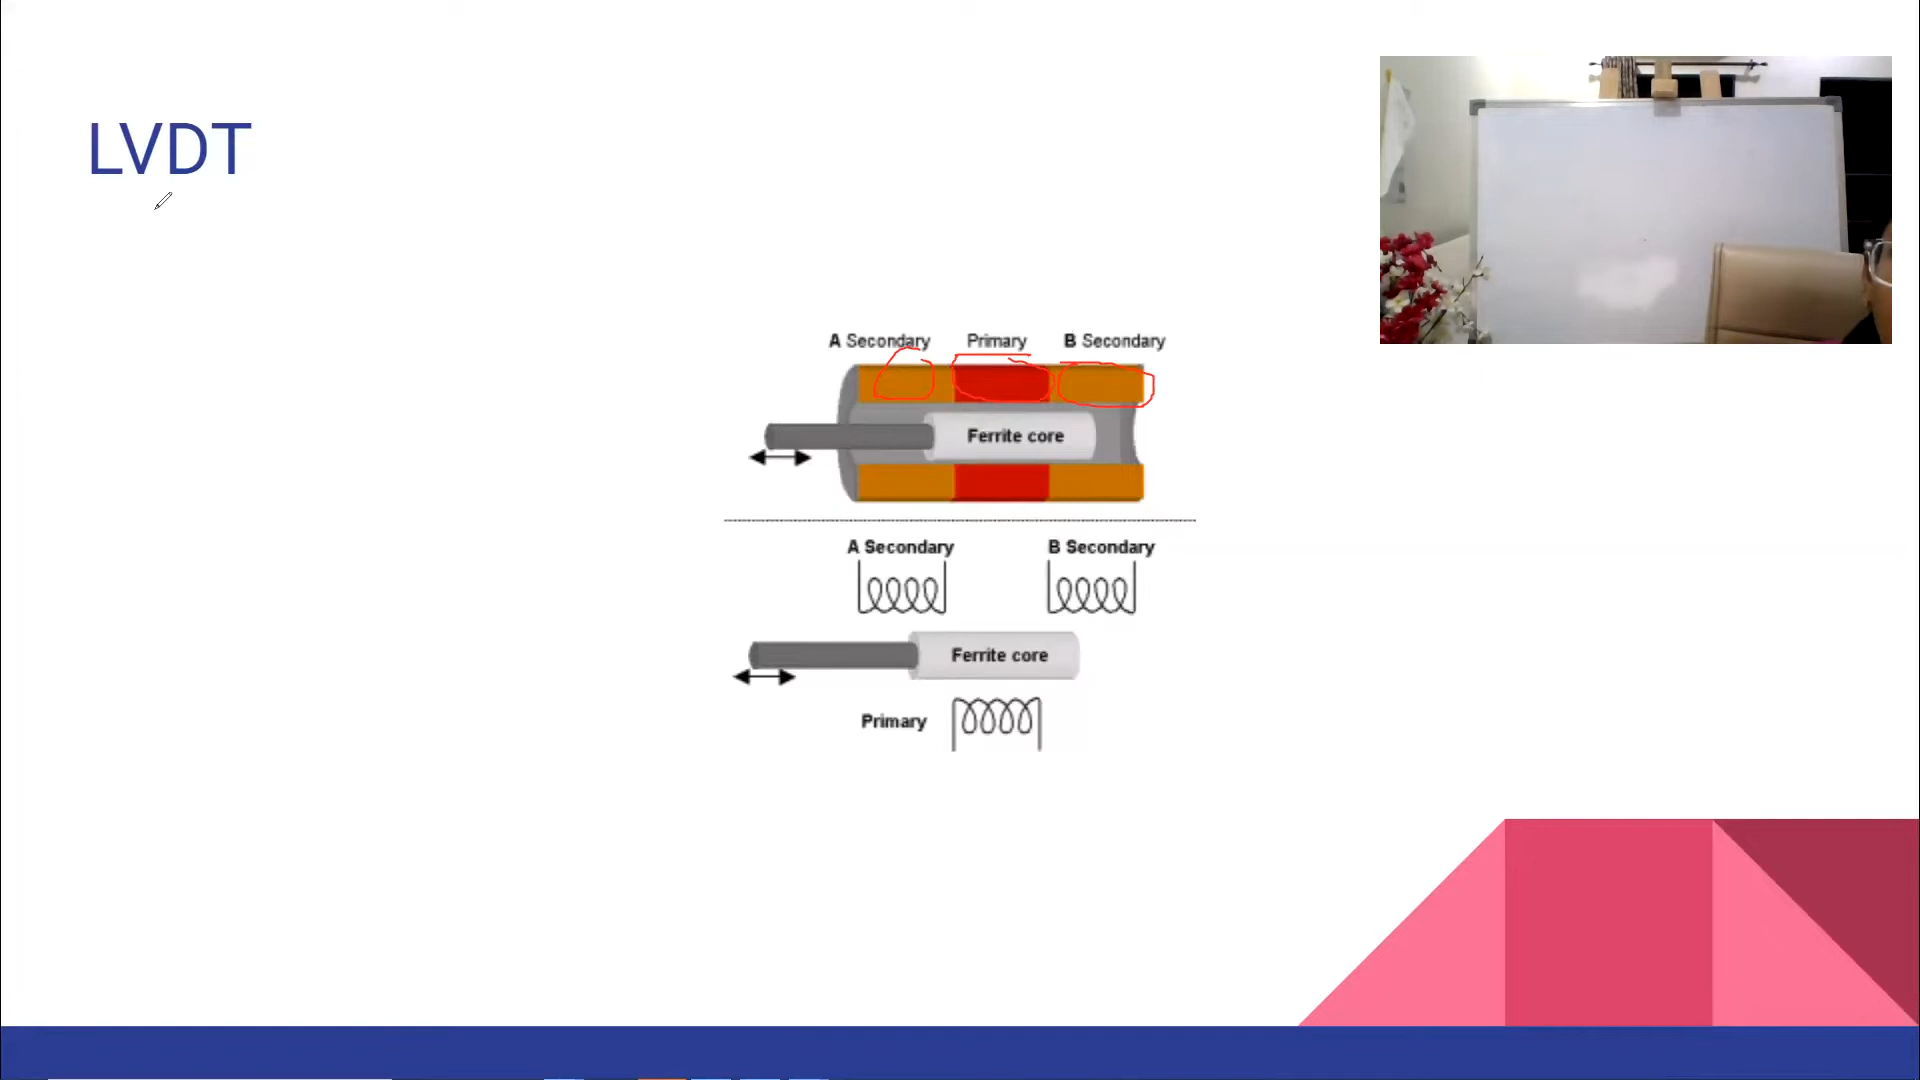 LVDT
A Secondary Primary B Secondary
Ferrite core
A Secondary B Secondary
Ferrite core
Primary